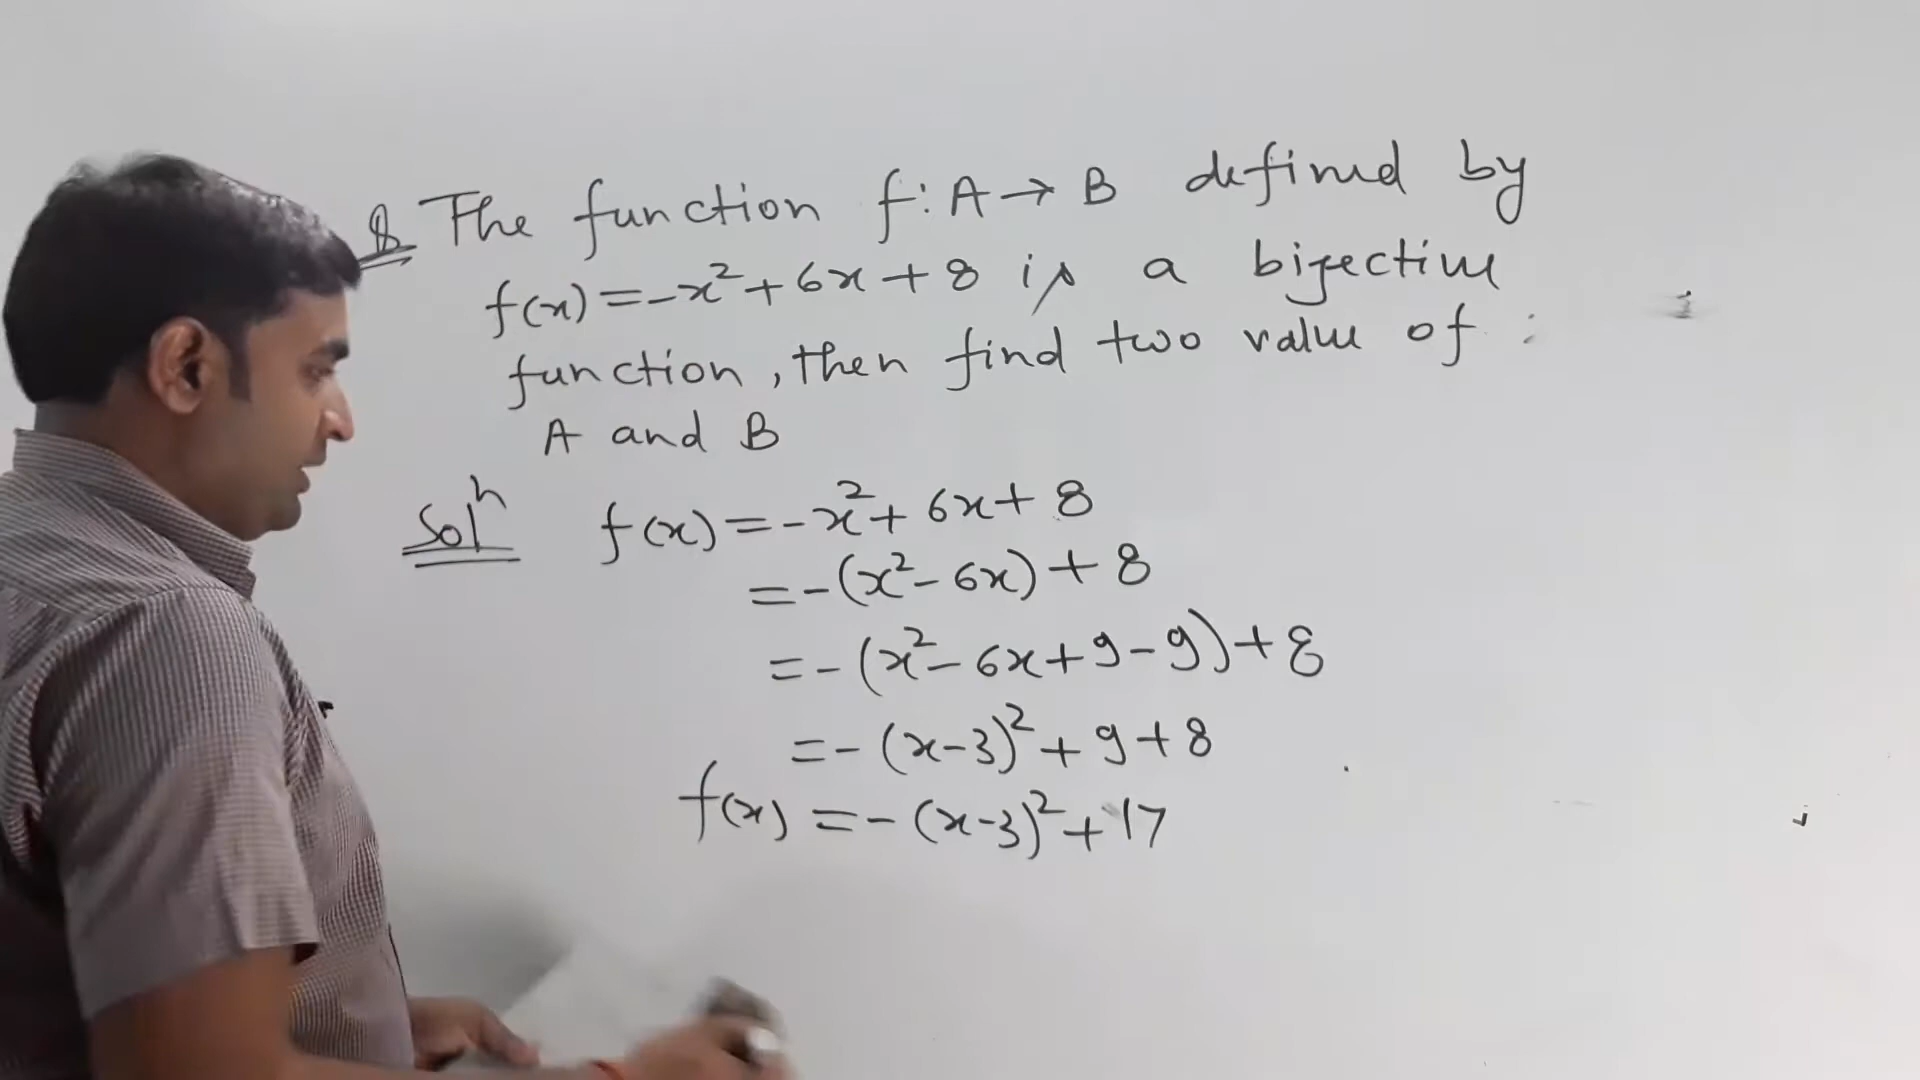 Q The function f: A → B defined by
f(x) = -x² + 6x + 8 is a bijective
function, then find two value of :
A and B
Solⁿ f(x) = -x² + 6x + 8
= -(x² - 6x) + 8
= -(x² - 6x + 9 - 9) + 8
= -(x-3)² + 9 + 8
f(x) = -(x-3)² + 17